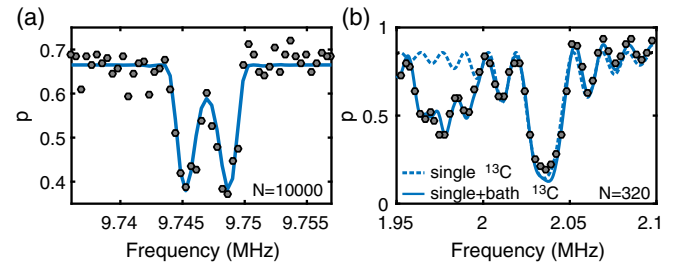 (a)
0.7
0.6
0.5
0.4
p
N=10000
9.74
9.745
9.75
9.755
Frequency (MHz)
(b)
1
0.5
0
p
single ¹³C
single+bath ¹³C
N=320
1.95
2
2.05
2.1
Frequency (MHz)